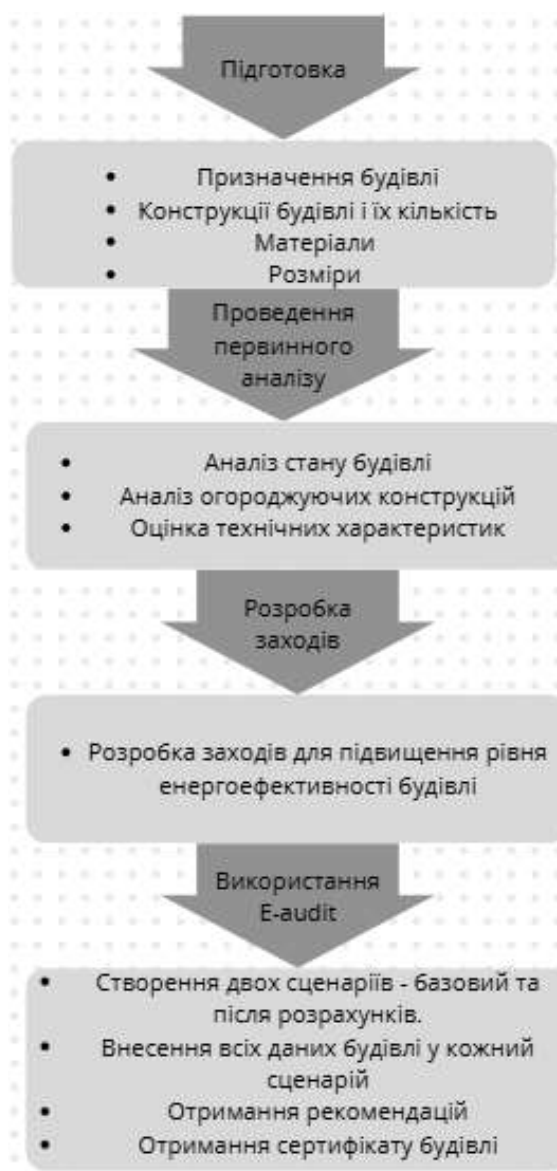 Підготовка
• Призначення будівлі
• Конструкції будівлі і їх кількість
• Матеріали
• Розміри
Проведення
первинного
аналізу
• Аналіз стану будівлі
• Аналіз огороджуючих конструкцій
• Оцінка технічних характеристик
Розробка
заходів
• Розробка заходів для підвищення рівня
енергоефективності будівлі
Використання
E-audit
• Створення двох сценаріїв - базовий та
після розрахунків.
• Внесення всіх даних будівлі у кожний
сценарій
• Отримання рекомендацій
• Отримання сертифікату будівлі